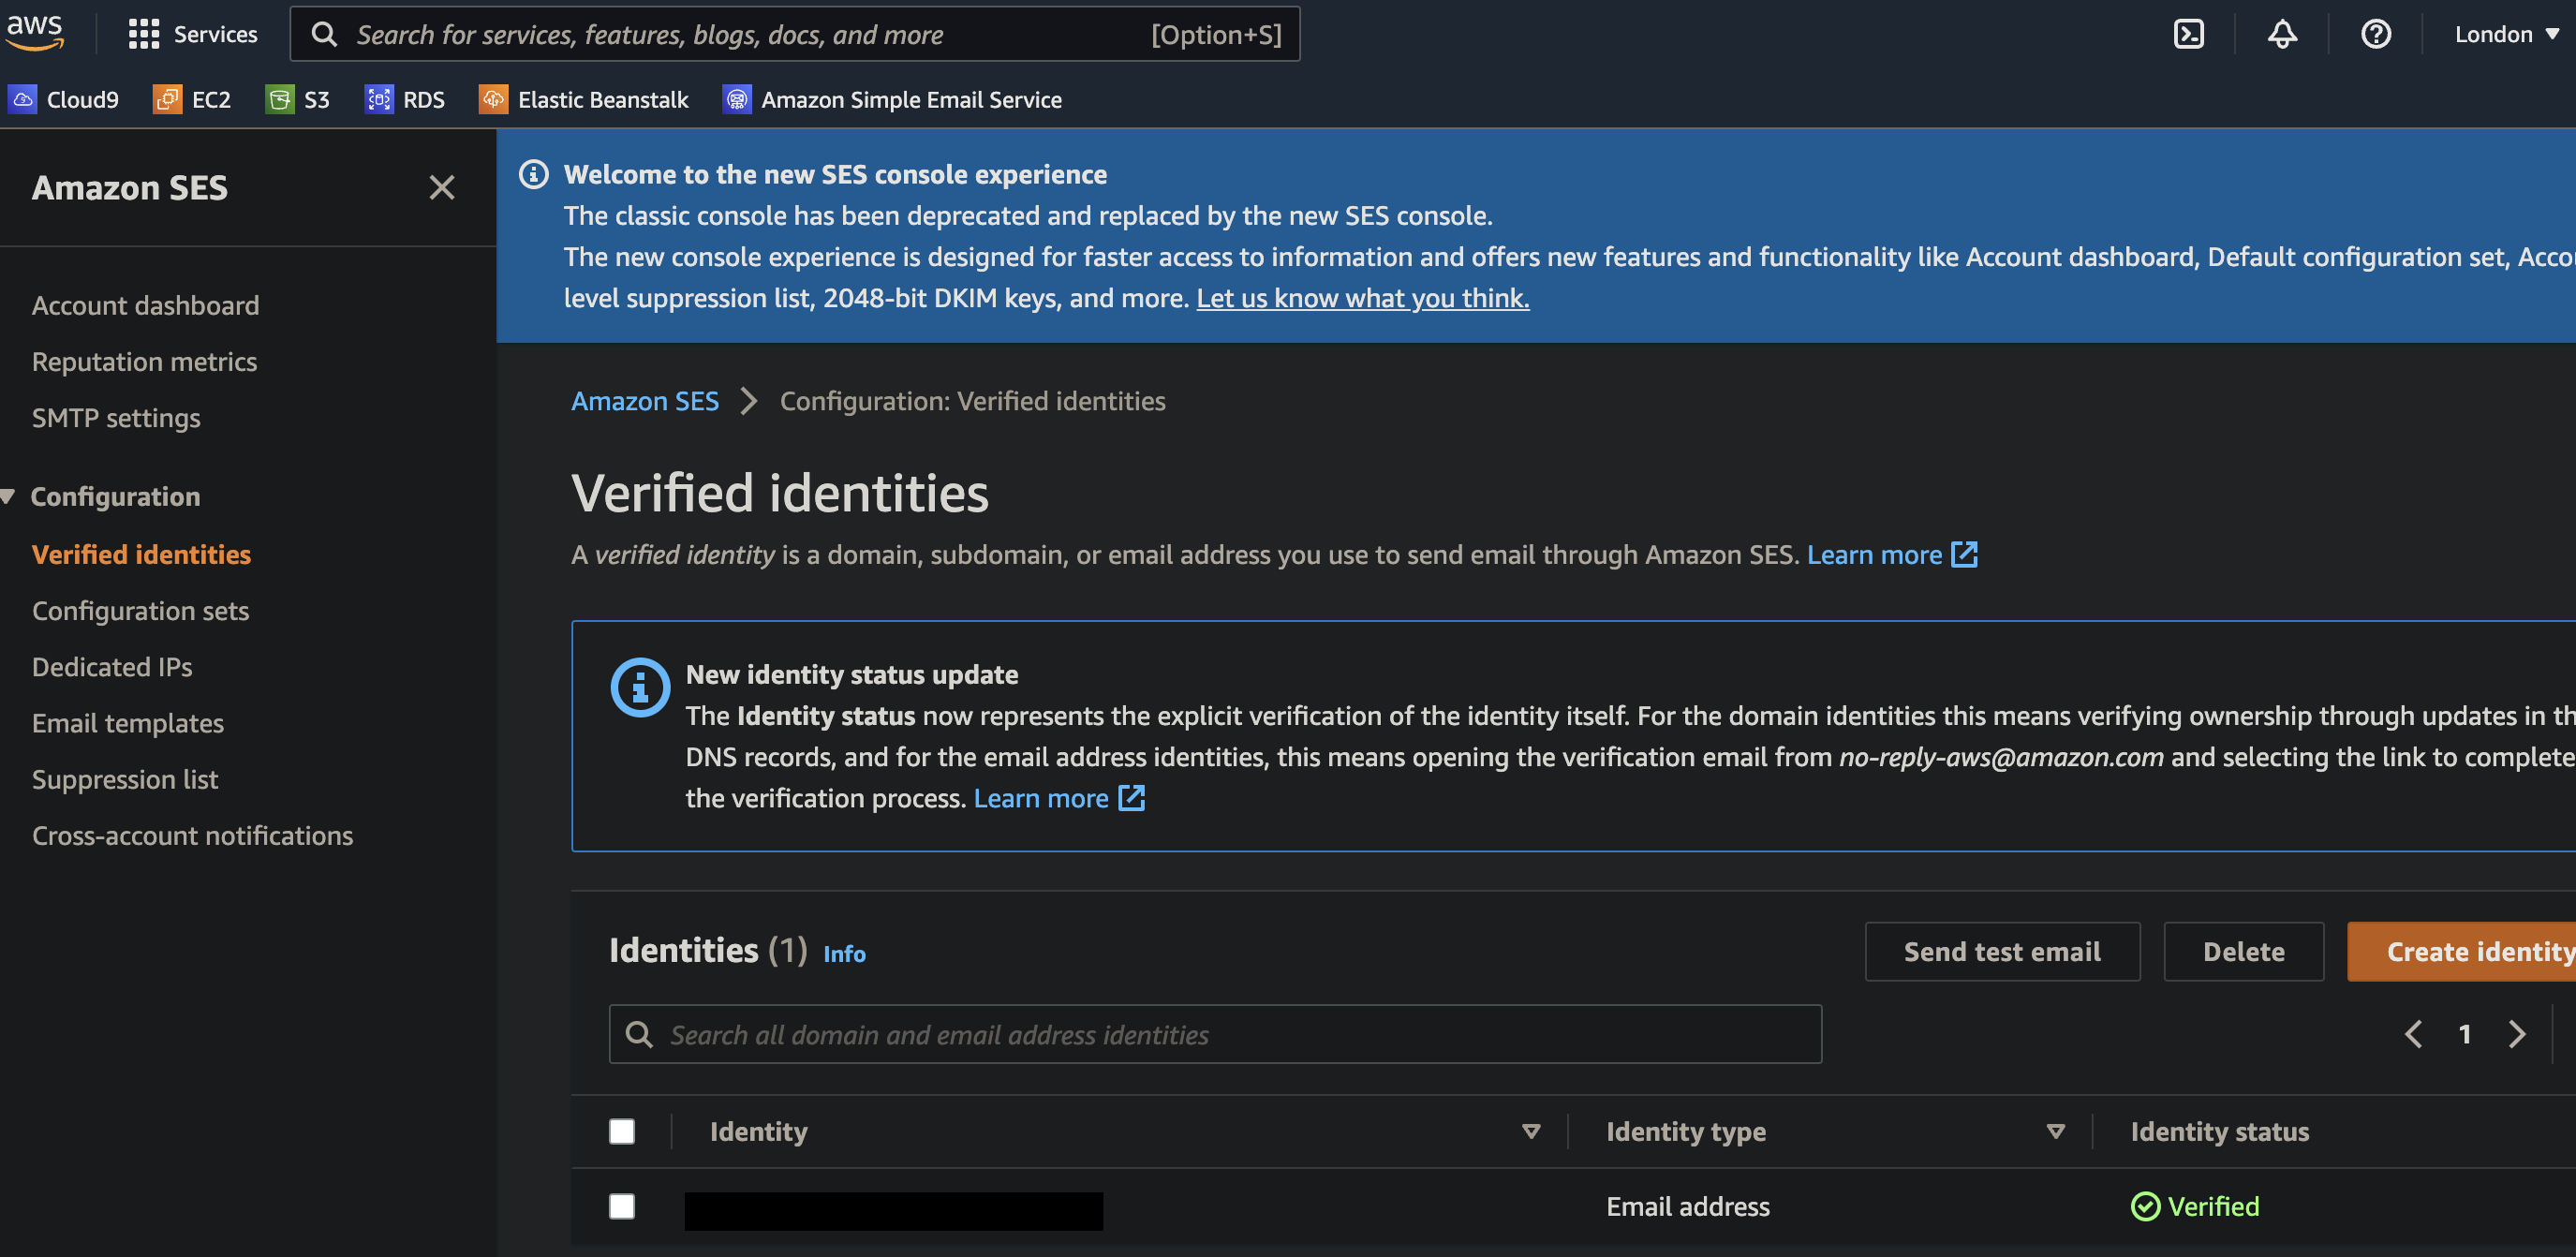 aws
Services
Search for services, features, blogs, docs, and more
[Option+S]
London
Cloud9
EC2
S3
RDS
Elastic Beanstalk
Amazon Simple Email Service
Amazon SES
Account dashboard
Reputation metrics
SMTP settings
Configuration
Verified identities
Configuration sets
Dedicated IPs
Email templates
Suppression list
Cross-account notifications
Welcome to the new SES console experience
The classic console has been deprecated and replaced by the new SES console.
The new console experience is designed for faster access to information and offers new features and functionality like Account dashboard, Default configuration set,
level suppression list, 2048-bit DKIM keys, and more. Let us know what you think.
Amazon SES
Configuration: Verified identities
Verified identities
A verified identity is a domain, subdomain, or email address you use to send email through Amazon SES. Learn more
New identity status update
The Identity status now represents the explicit verification of the identity itself. For the domain identities this means verifying ownership through updates in
DNS records, and for the email address identities, this means opening the verification email from no-reply-aws@amazon.com and selecting the link to complete
the verification process. Learn more
Identities (1) Info
Send test email
Delete
Create identity
Search all domain and email address identities
1
Identity
Identity type
Identity status
Email address
Verified